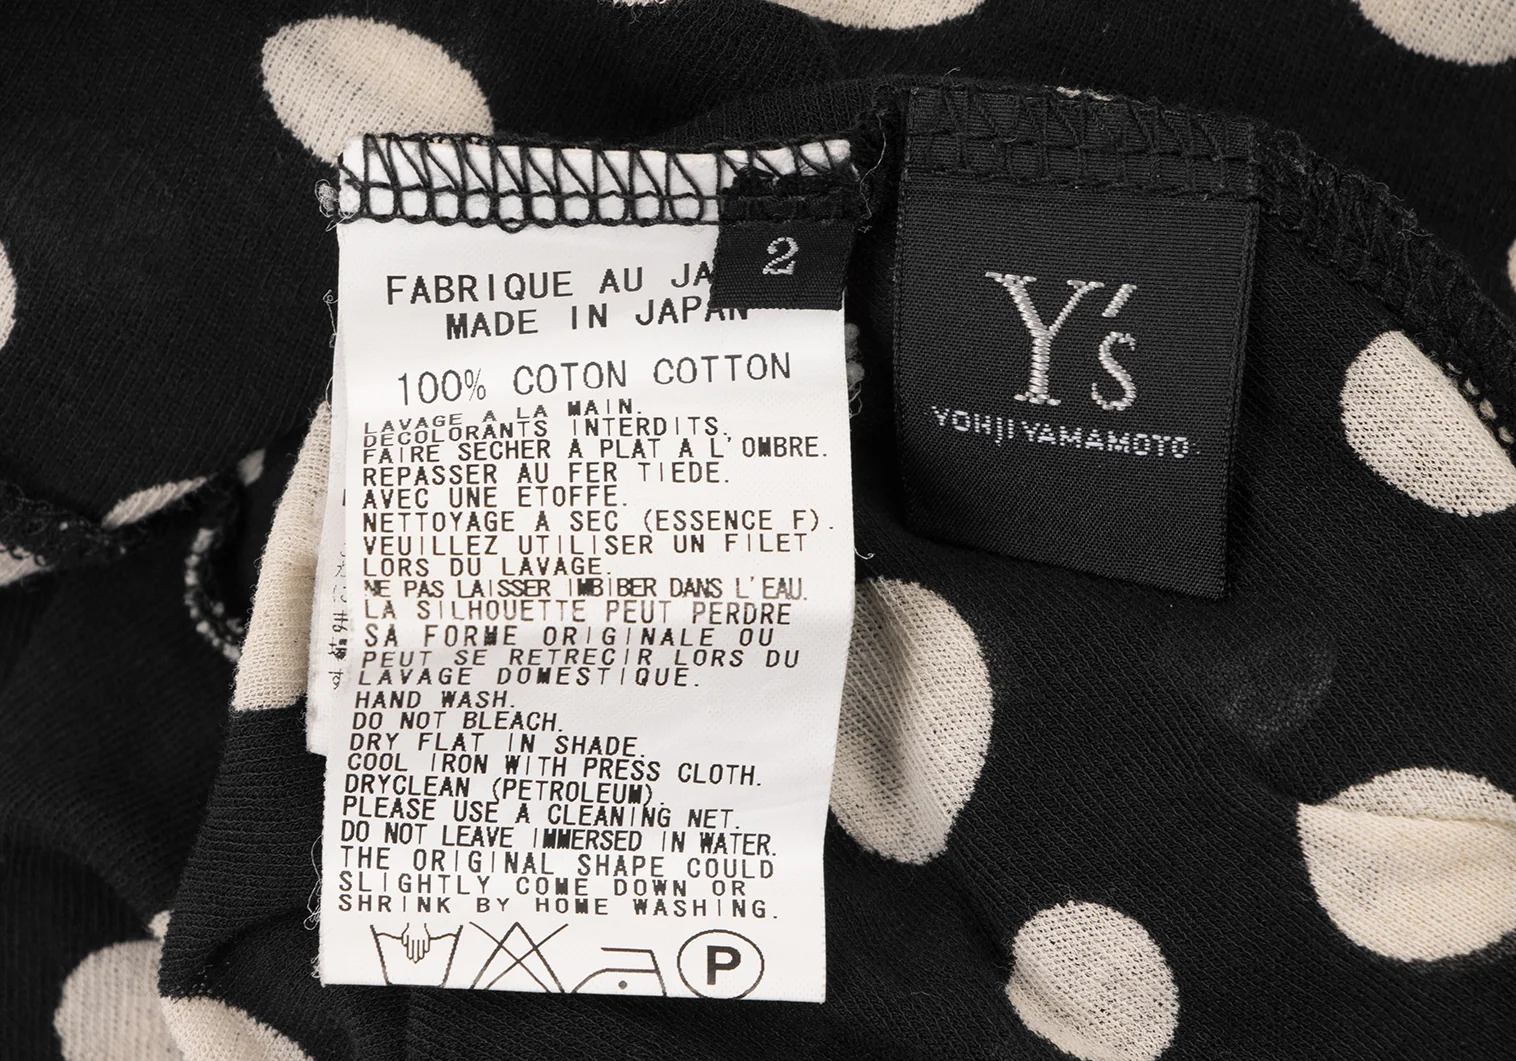 2
FABRIQUE AU JA
MADE IN JAPAN
100% COTON COTTON
LAVAGE A LA MAIN.
DECOLORANTS INTERDITS.
FAIRE SECHER A PLAT A L'OMBRE.
REPASSER AU FER TIEDE.
AVEC UNE ETOFFE.
NETTOYAGE A SEC (ESSENCE F).
VEUILLEZ UTILISER UN FILET
LORS DU LAVAGE.
NE PAS LAISSER IMBIBER DANS L'EAU.
LA SILHOUETTE PEUT PERDRE
SA FORME ORIGINALE OU
PEUT SE RETRECIR LORS DU
LAVAGE DOMESTIQUE.
HAND WASH.
DO NOT BLEACH.
DRY FLAT IN SHADE.
COOL IRON WITH PRESS CLOTH.
DRYCLEAN (PETROLEUM).
PLEASE USE A CLEANING NET.
DO NOT LEAVE IMMERSED IN WATER.
THE ORIGINAL SHAPE COULD
SLIGHTLY COME DOWN OR
SHRINK BY HOME WASHING.
P
Y's
YOHJI YAMAMOTO.